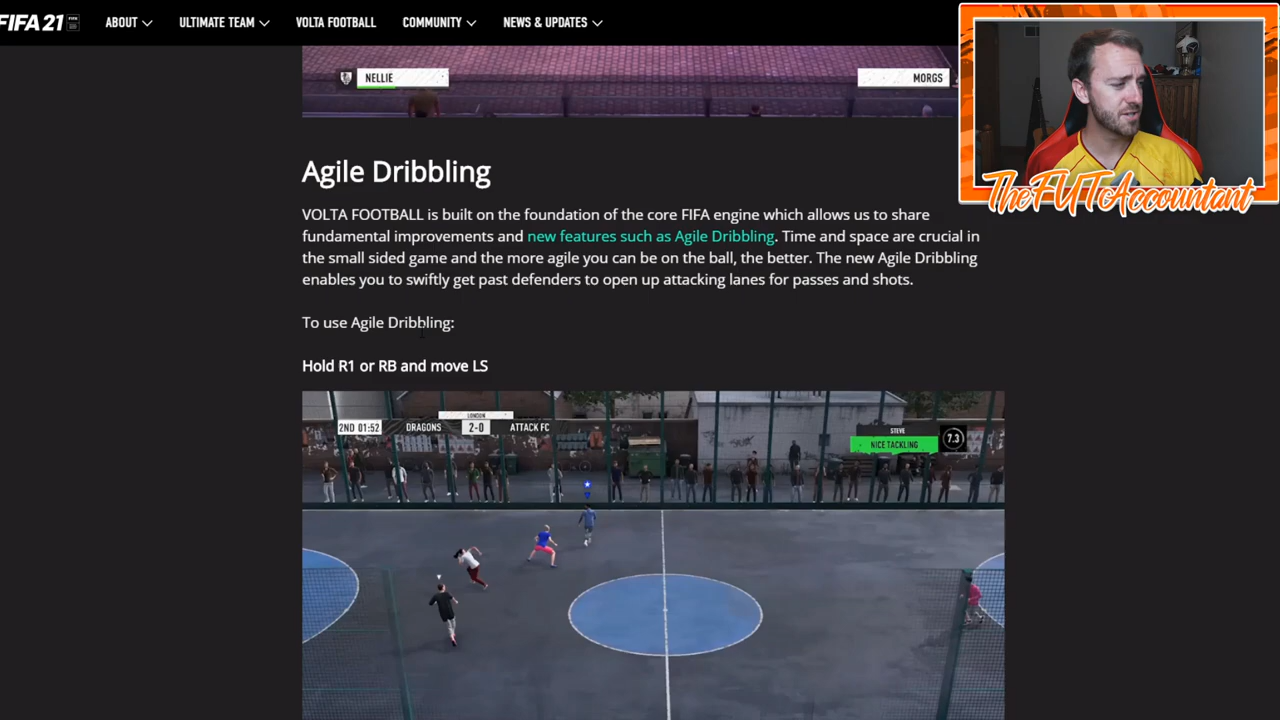 FIFA 21 ABOUT ULTIMATE TEAM VOLTA FOOTBALL COMMUNITY NEWS & UPDATES
NELLIE MORGS
TheFUTAccountant
Agile Dribbling
VOLTA FOOTBALL is built on the foundation of the core FIFA engine which allows us to share
fundamental improvements and new features such as Agile Dribbling. Time and space are crucial in
the small sided game and the more agile you can be on the ball, the better. The new Agile Dribbling
enables you to swiftly get past defenders to open up attacking lanes for passes and shots.
To use Agile Dribbling:
Hold R1 or RB and move LS
LONDON
2ND 01:52 DRAGONS 2-0 ATTACK FC
STEVE
NICE TACKLING 7.3